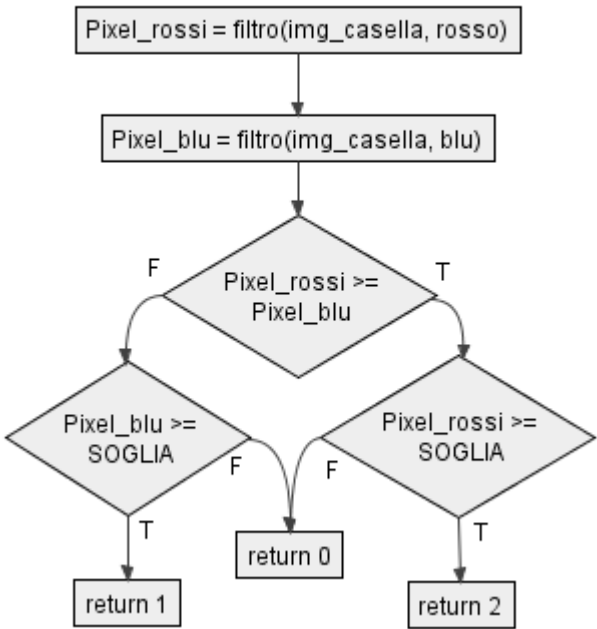 Pixel_rossi = filtro(img_casella, rosso)
Pixel_blu = filtro(img_casella, blu)
F
T
Pixel_rossi >=
Pixel_blu
Pixel_blu >=
SOGLIA
Pixel_rossi >=
SOGLIA
F
F
T
T
return 0
return 1
return 2